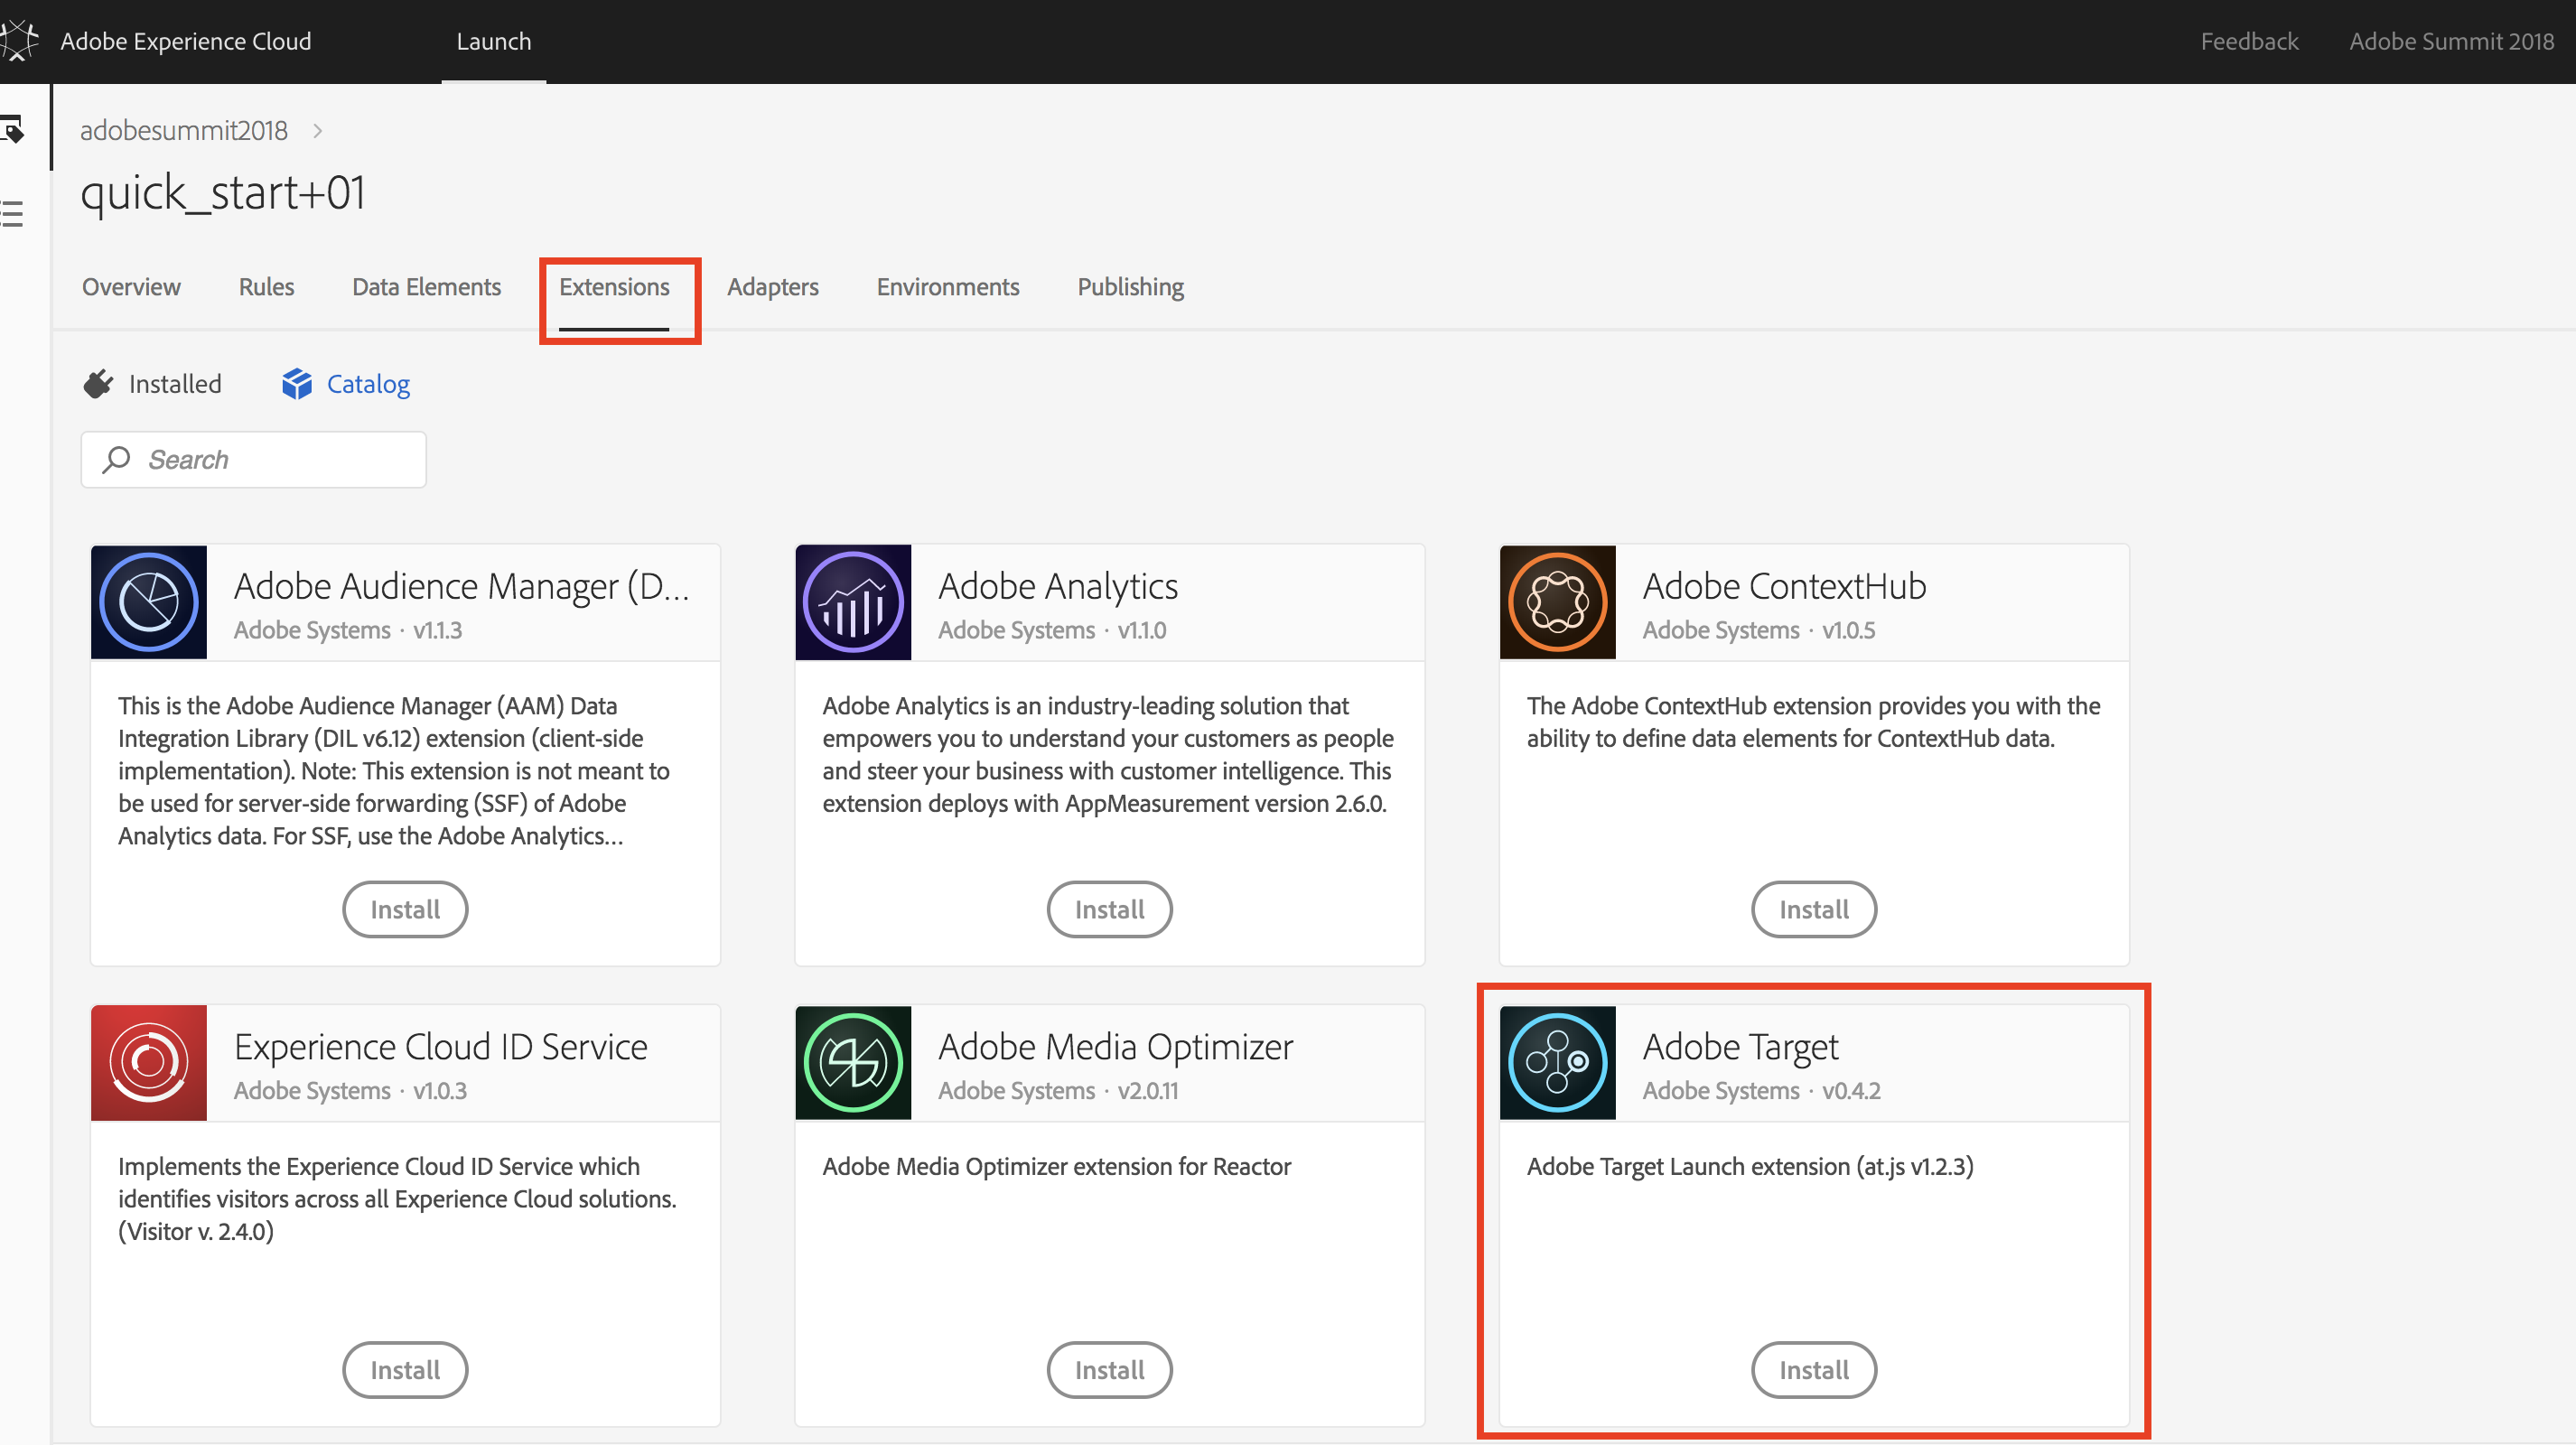 Adobe Experience Cloud
Launch
Feedback
Adobe Summit 2018
adobesummit2018
quick_start+01
Overview
Rules
Data Elements
Extensions
Adapters
Environments
Publishing
Installed
Catalog
Search
Adobe Audience Manager (D...
Adobe Systems · v1.1.3
This is the Adobe Audience Manager (AAM) Data
Integration Library (DIL v6.12) extension (client-side
implementation). Note: This extension is not meant to
be used for server-side forwarding (SSF) of Adobe
Analytics data. For SSF, use the Adobe Analytics...
Install
Adobe Analytics
Adobe Systems · v1.1.0
Adobe Analytics is an industry-leading solution that
empowers you to understand your customers as people
and steer your business with customer intelligence. This
extension deploys with AppMeasurement version 2.6.0.
Install
Adobe ContextHub
Adobe Systems · v1.0.5
The Adobe ContextHub extension provides you with the
ability to define data elements for ContextHub data.
Install
Experience Cloud ID Service
Adobe Systems · v1.0.3
Implements the Experience Cloud ID Service which
identifies visitors across all Experience Cloud solutions.
(Visitor v. 2.4.0)
Install
Adobe Media Optimizer
Adobe Systems · v2.0.11
Adobe Media Optimizer extension for Reactor
Install
Adobe Target
Adobe Systems · v0.4.2
Adobe Target Launch extension (at.js v1.2.3)
Install